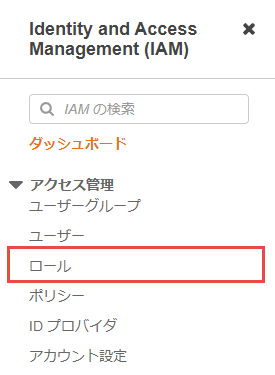 Identity and Access
Management (IAM)
IAM の検索
ダッシュボード
アクセス管理
ユーザーグループ
ユーザー
ロール
ポリシー
ID プロバイダ
アカウント設定